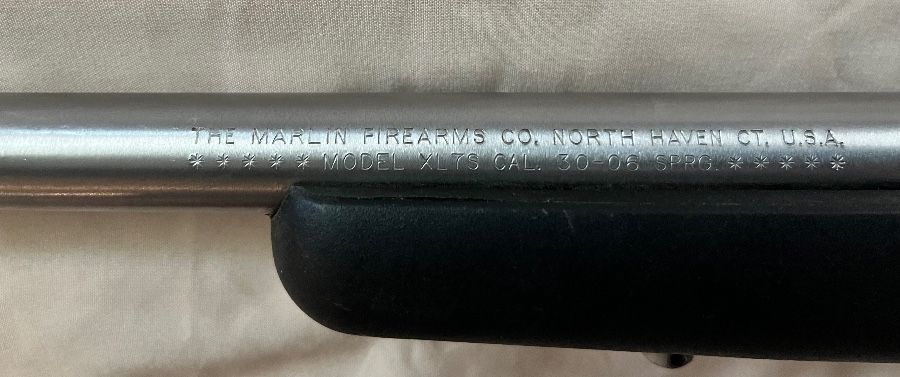 THE MARLIN FIREARMS CO. NORTH HAVEN CT, U.S.A.
✳ ✳ ✳ ✳ ✳ MODEL XL7S CAL. 30-06 SPRG. ✳ ✳ ✳ ✳ ✳